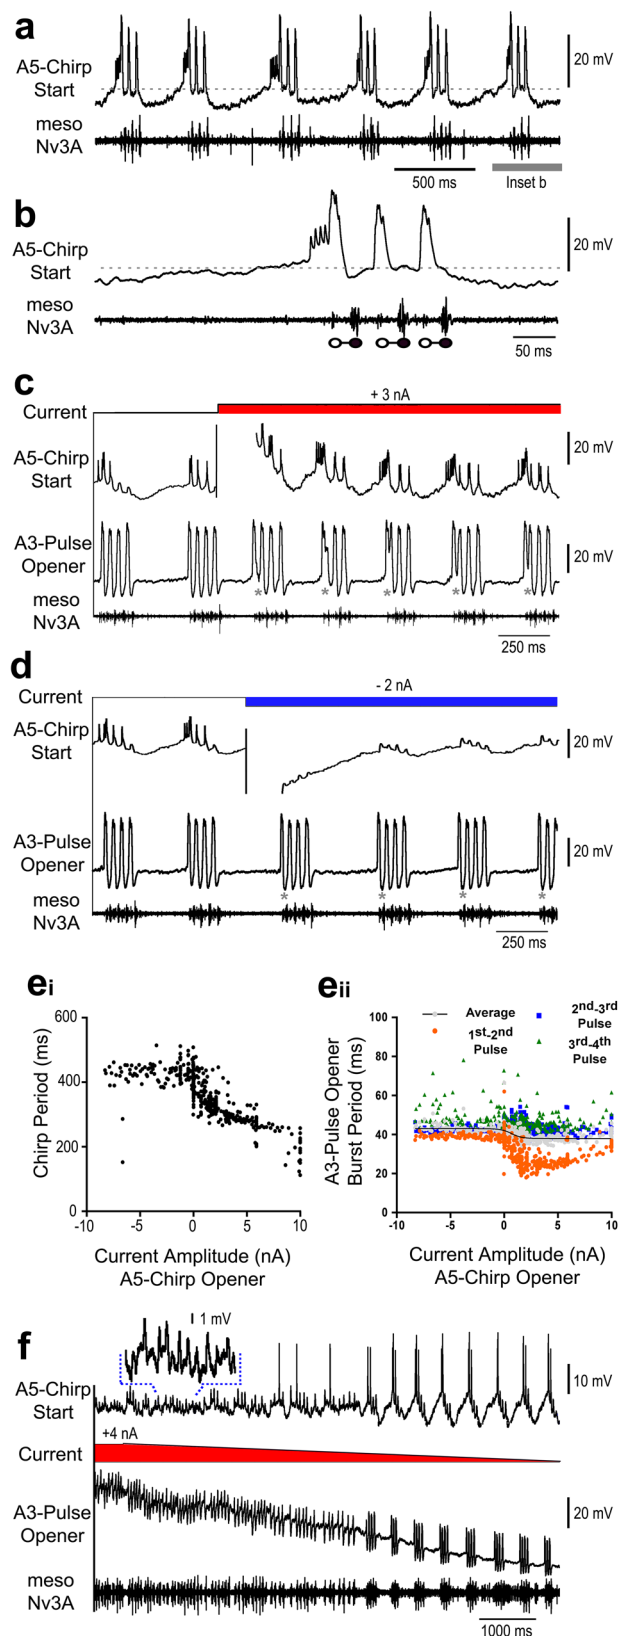 a
A5-Chirp
Start
20 mV
meso
Nv3A
500 ms
Inset b
b
A5-Chirp
Start
20 mV
meso
Nv3A
50 ms
c
+ 3 nA
Current
A5-Chirp
Start
20 mV
A3-Pulse
Opener
20 mV
* * * * *
meso
Nv3A
250 ms
d
- 2 nA
Current
A5-Chirp
Start
20 mV
A3-Pulse
Opener
20 mV
* * * *
meso
Nv3A
250 ms
ei
600
400
200
0
Chirp Period (ms)
-10 -5 0 5 10
Current Amplitude (nA)
A5-Chirp Opener
eii
Average
1st-2nd
Pulse
2nd-3rd
Pulse
3rd-4th
Pulse
100
80
60
40
20
0
A3-Pulse Opener
Burst Period (ms)
-10 -5 0 5 10
Current Amplitude (nA)
A5-Chirp Opener
f
1 mV
A5-Chirp
Start
10 mV
+4 nA
Current
A3-Pulse
Opener
20 mV
meso
Nv3A
1000 ms